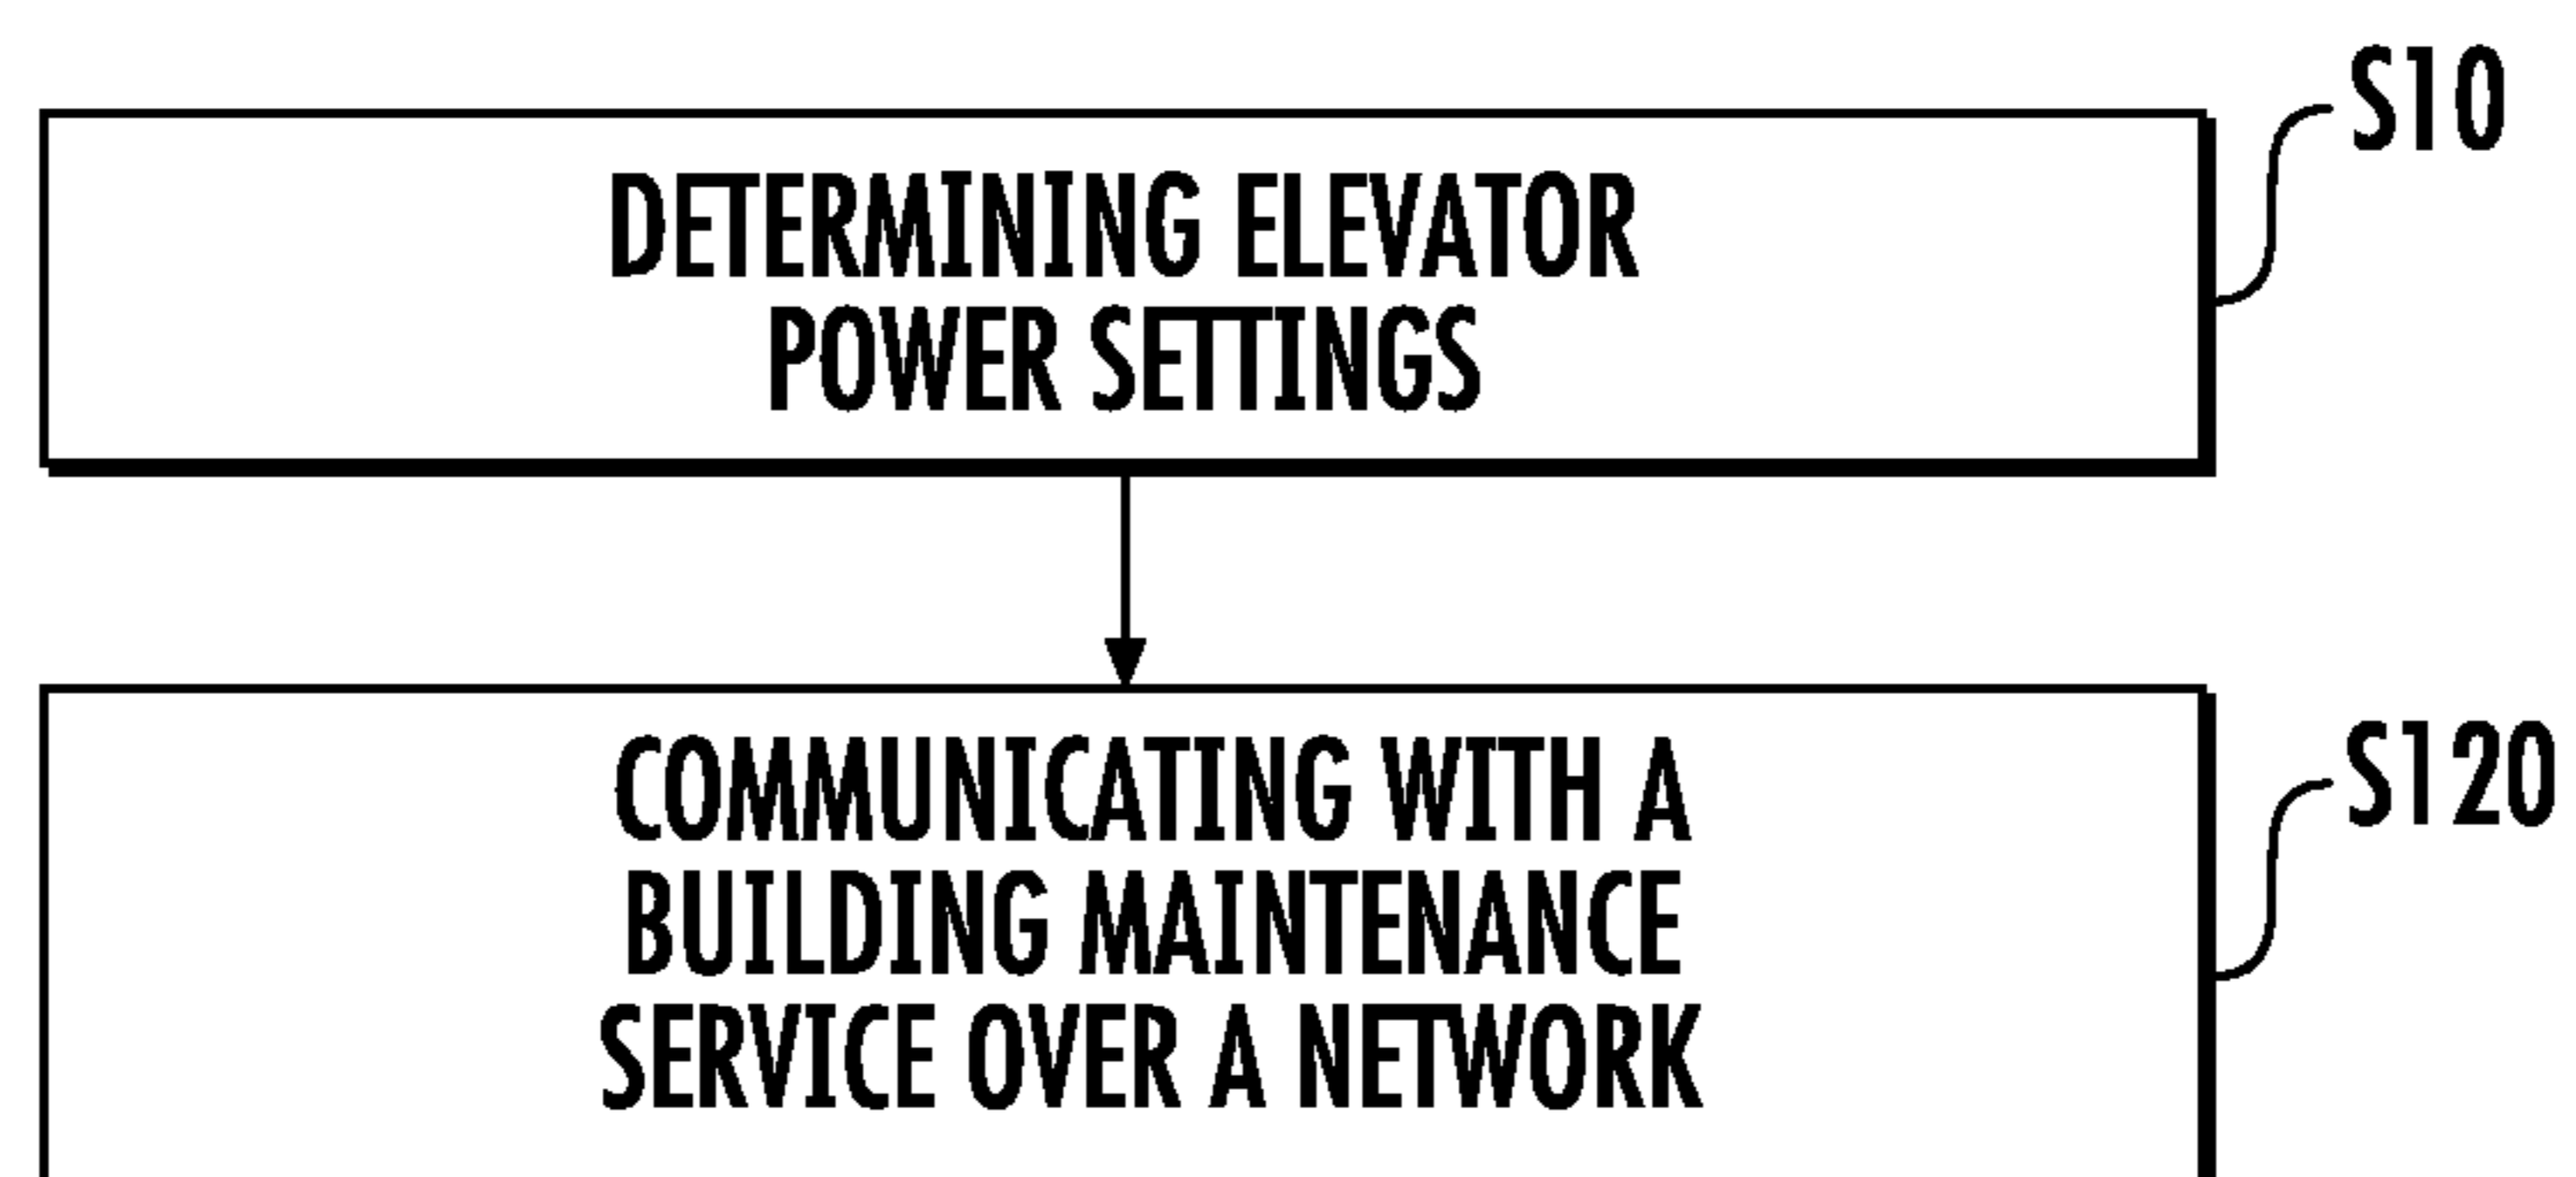 S10
DETERMINING ELEVATOR
POWER SETTINGS
S120
COMMUNICATING WITH A
BUILDING MAINTENANCE
SERVICE OVER A NETWORK